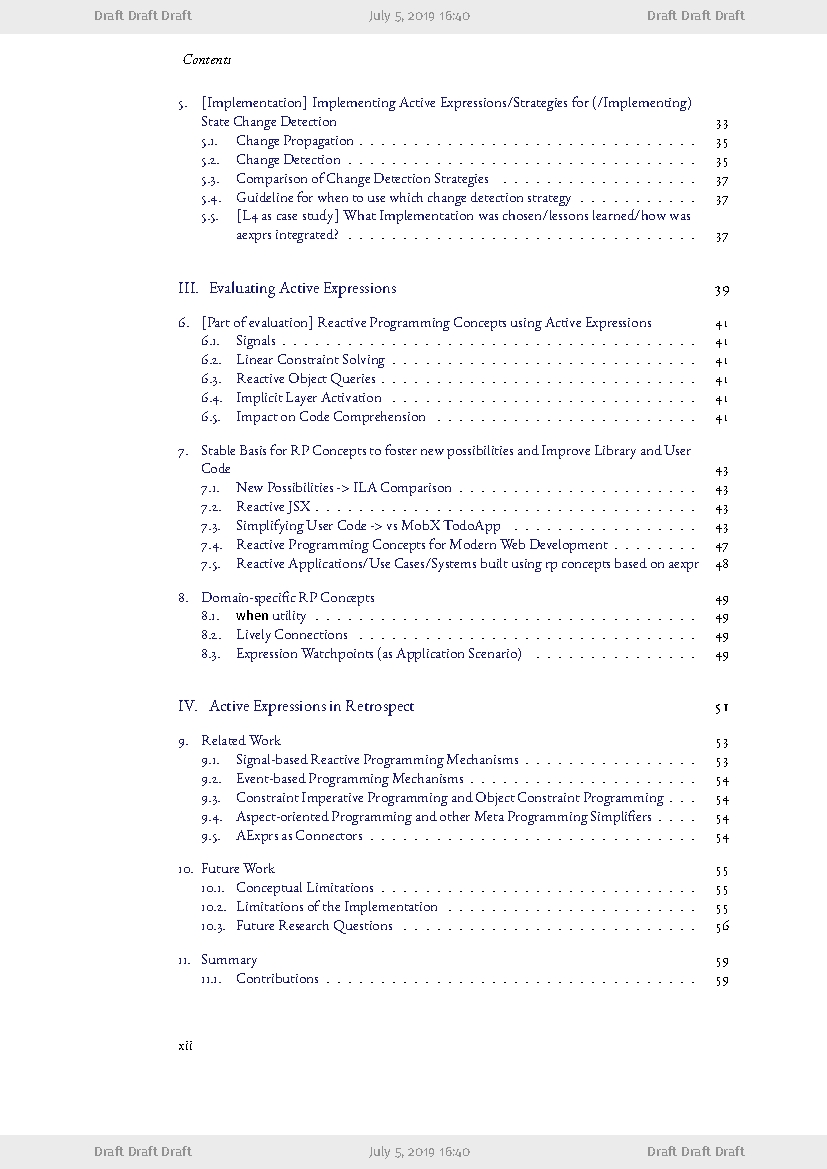 Draft Draft Draft July 5, 2019 16:40 Draft Draft Draft
Contents
5. [Implementation] Implementing Active Expressions/Strategies for (/Implementing)
State Change Detection 33
5.1. Change Propagation . . . . . . . . . . . . . . . . . . . . . . . . . . . . . . . 35
5.2. Change Detection . . . . . . . . . . . . . . . . . . . . . . . . . . . . . . . . 35
5.3. Comparison of Change Detection Strategies . . . . . . . . . . . . . . . . . . 37
5.4. Guideline for when to use which change detection strategy . . . . . . . . . . . 37
5.5. [L4 as case study] What Implementation was chosen/lessons learned/how was
aexprs integrated? . . . . . . . . . . . . . . . . . . . . . . . . . . . . . . . . 37
III. Evaluating Active Expressions 39
6. [Part of evaluation] Reactive Programming Concepts using Active Expressions 41
6.1. Signals . . . . . . . . . . . . . . . . . . . . . . . . . . . . . . . . . . . . . . 41
6.2. Linear Constraint Solving . . . . . . . . . . . . . . . . . . . . . . . . . . . . 41
6.3. Reactive Object Queries . . . . . . . . . . . . . . . . . . . . . . . . . . . . . 41
6.4. Implicit Layer Activation . . . . . . . . . . . . . . . . . . . . . . . . . . . . 41
6.5. Impact on Code Comprehension . . . . . . . . . . . . . . . . . . . . . . . . 41
7. Stable Basis for RP Concepts to foster new possibilities and Improve Library and User
Code 43
7.1. New Possibilities -> ILA Comparison . . . . . . . . . . . . . . . . . . . . . . 43
7.2. Reactive JSX . . . . . . . . . . . . . . . . . . . . . . . . . . . . . . . . . . . 43
7.3. Simplifying User Code -> vs MobX TodoApp . . . . . . . . . . . . . . . . . 43
7.4. Reactive Programming Concepts for Modern Web Development . . . . . . . . 47
7.5. Reactive Applications/Use Cases/Systems built using rp concepts based on aexpr 48
8. Domain-specific RP Concepts 49
8.1. when utility . . . . . . . . . . . . . . . . . . . . . . . . . . . . . . . . . . . 49
8.2. Lively Connections . . . . . . . . . . . . . . . . . . . . . . . . . . . . . . . 49
8.3. Expression Watchpoints (as Application Scenario) . . . . . . . . . . . . . . . 49
IV. Active Expressions in Retrospect 51
9. Related Work 53
9.1. Signal-based Reactive Programming Mechanisms . . . . . . . . . . . . . . . . 53
9.2. Event-based Programming Mechanisms . . . . . . . . . . . . . . . . . . . . . 54
9.3. Constraint Imperative Programming and Object Constraint Programming . . . 54
9.4. Aspect-oriented Programming and other Meta Programming Simplifiers . . . . 54
9.5. AExprs as Connectors . . . . . . . . . . . . . . . . . . . . . . . . . . . . . . 54
10. Future Work 55
10.1. Conceptual Limitations . . . . . . . . . . . . . . . . . . . . . . . . . . . . . 55
10.2. Limitations of the Implementation . . . . . . . . . . . . . . . . . . . . . . . 55
10.3. Future Research Questions . . . . . . . . . . . . . . . . . . . . . . . . . . . 56
11. Summary 59
11.1. Contributions . . . . . . . . . . . . . . . . . . . . . . . . . . . . . . . . . . 59
xii
Draft Draft Draft July 5, 2019 16:40 Draft Draft Draft